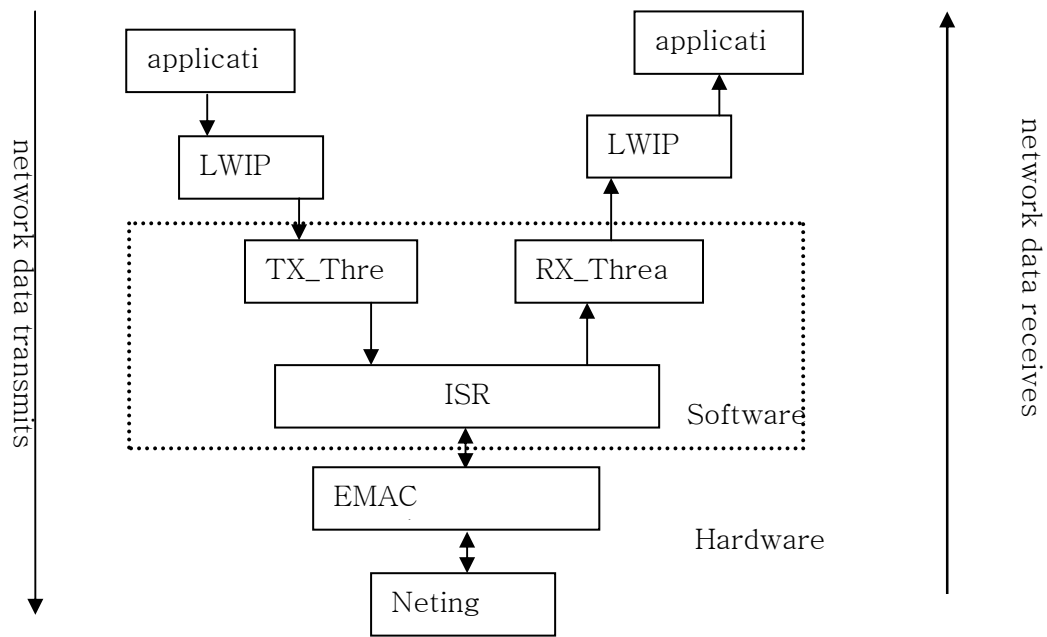 applicati
applicati
LWIP
LWIP
network data transmits
network data receives
TX_Thre
RX_Threa
ISR
Software
EMAC
Hardware
Neting